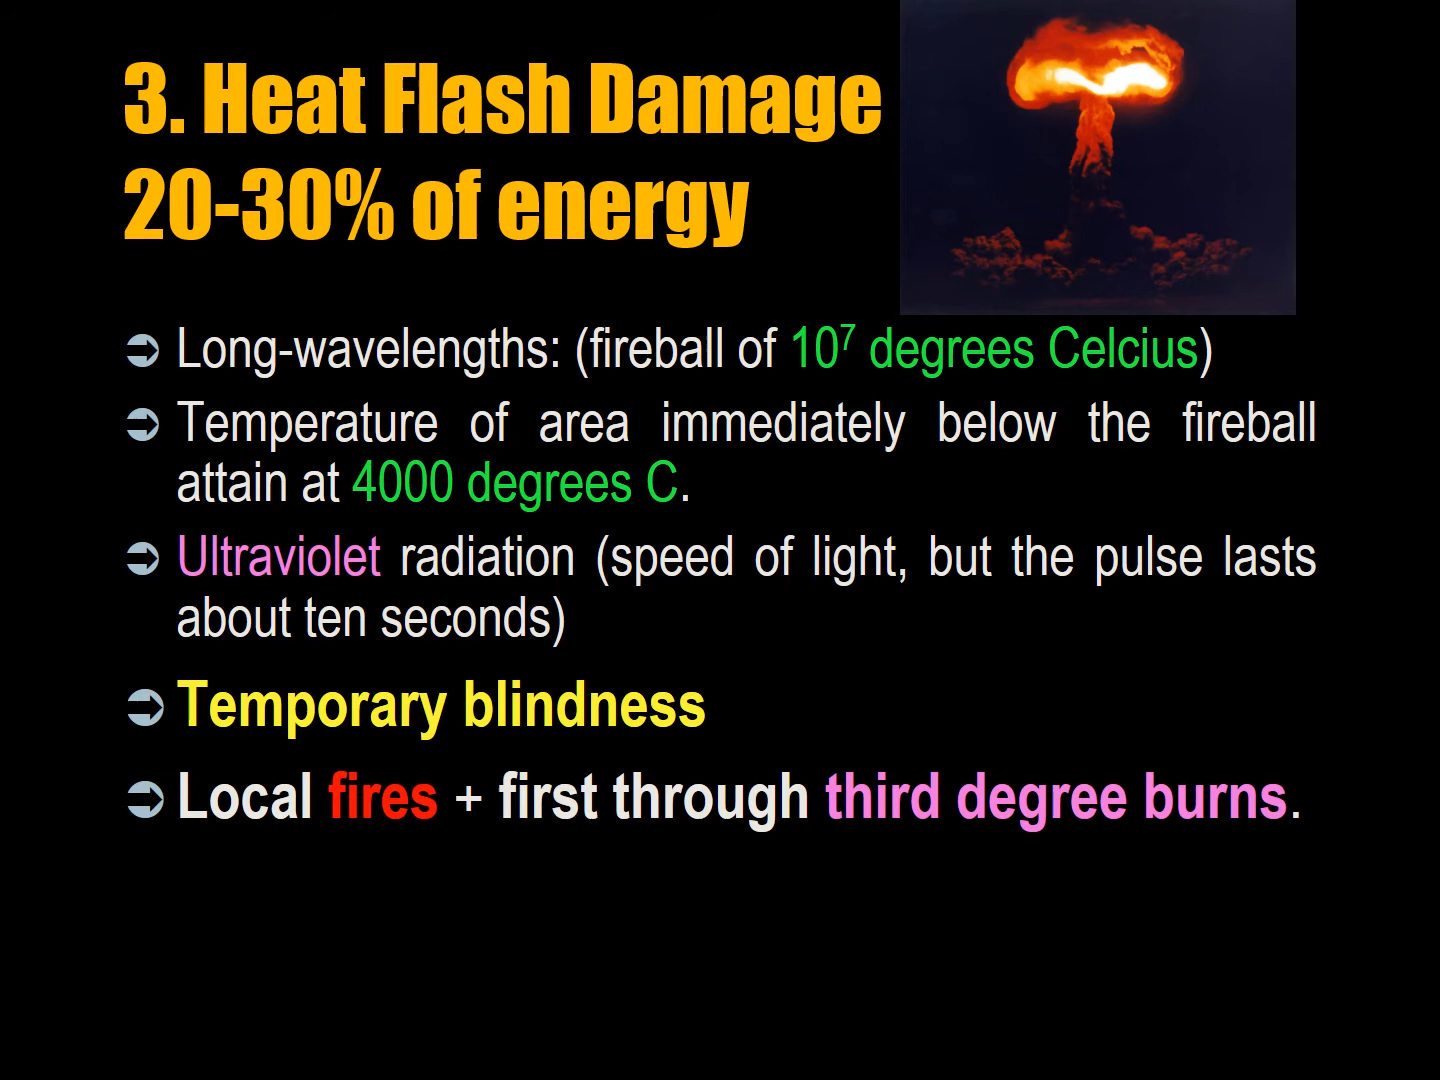 3. Heat Flash Damage
20-30% of energy
➲ Long-wavelengths: (fireball of 10⁷ degrees Celcius)
➲ Temperature of area immediately below the fireball
attain at 4000 degrees C.
➲ Ultraviolet radiation (speed of light, but the pulse lasts
about ten seconds)
➲ Temporary blindness
➲ Local fires + first through third degree burns.